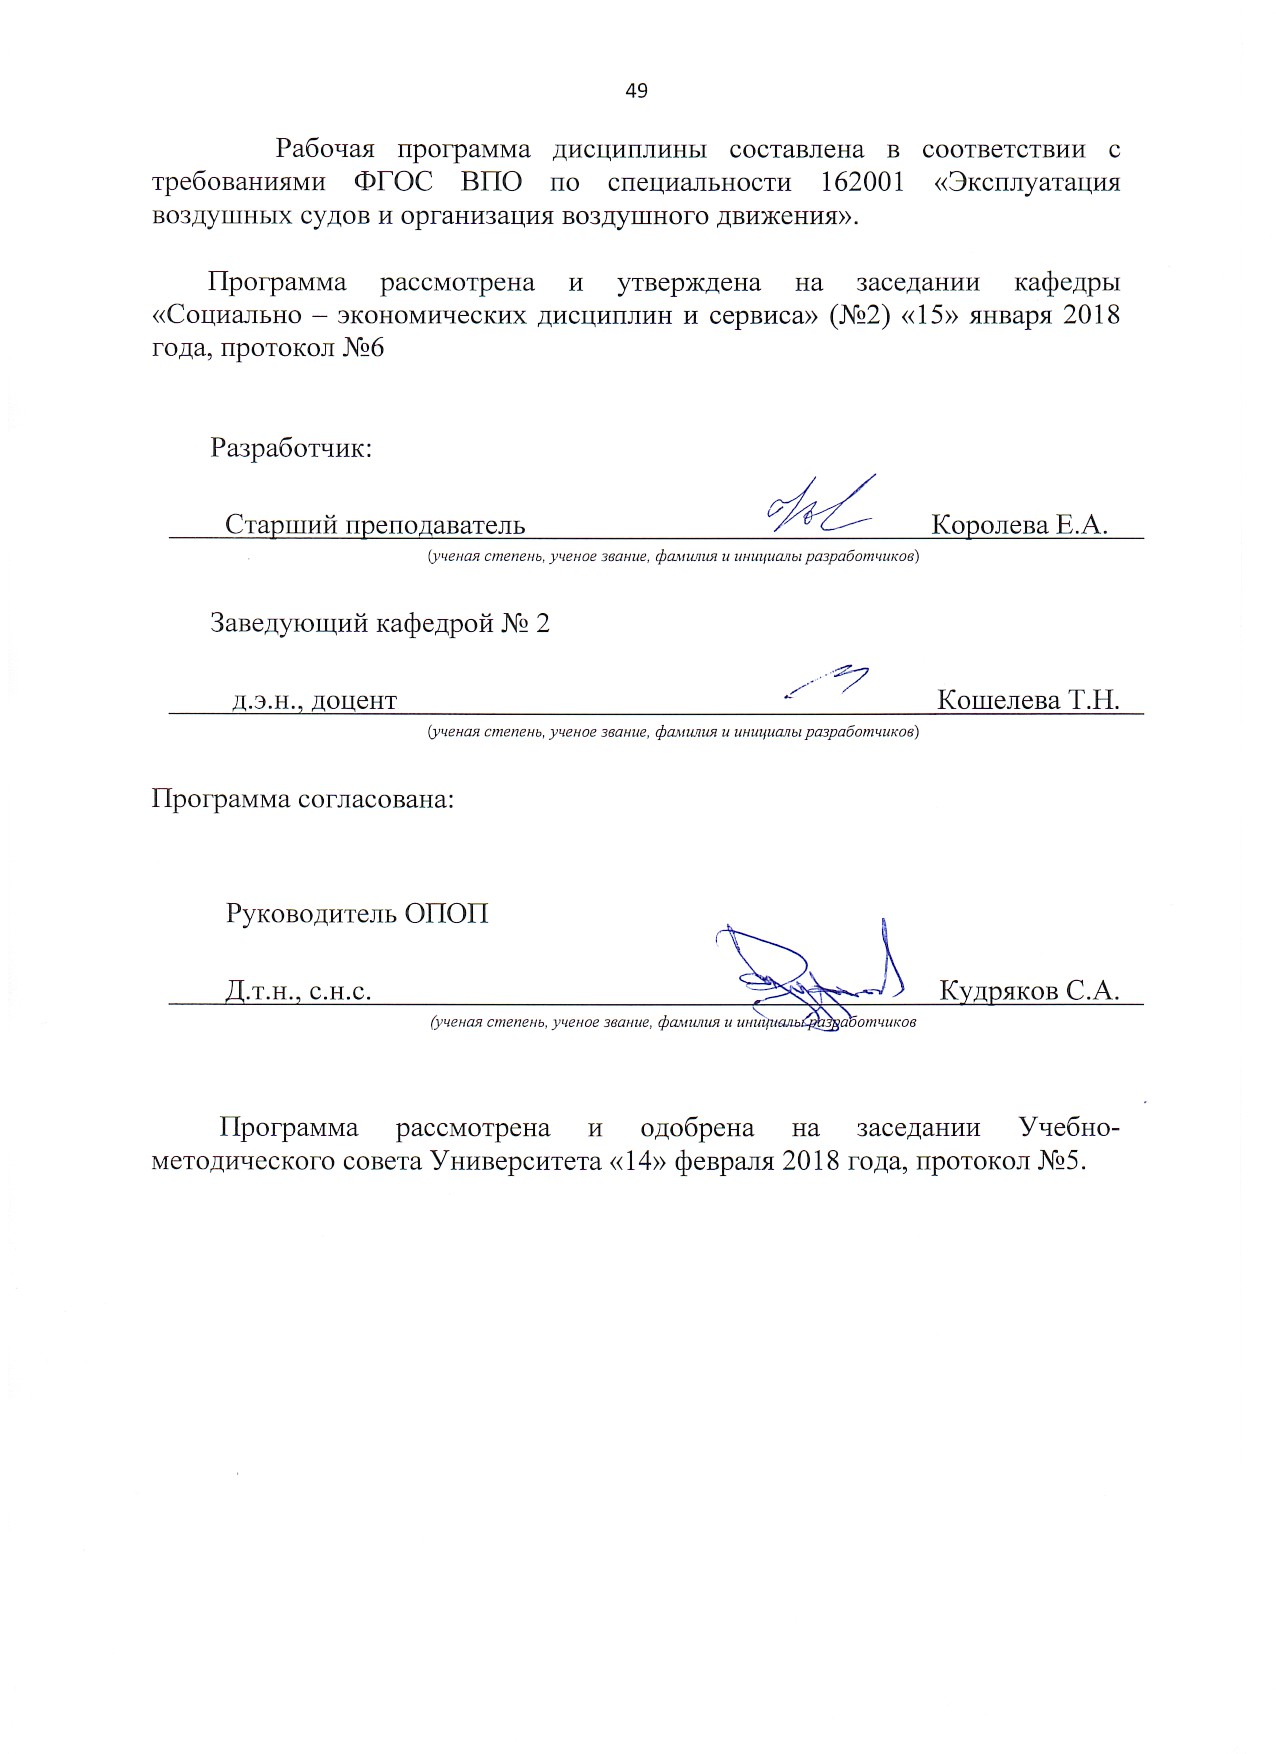 49
Рабочая программа дисциплины составлена в соответствии с
требованиями ФГОС ВПО по специальности 162001 «Эксплуатация
воздушных судов и организация воздушного движения».
Программа рассмотрена и утверждена на заседании кафедры
«Социально – экономических дисциплин и сервиса» (№2) «15» января 2018
года, протокол №6
Разработчик:
Старший преподаватель Королева Е.А.
(ученая степень, ученое звание, фамилия и инициалы разработчиков)
Заведующий кафедрой № 2
д.э.н., доцент Кошелева Т.Н.
(ученая степень, ученое звание, фамилия и инициалы разработчиков)
Программа согласована:
Руководитель ОПОП
Д.т.н., с.н.с. Кудряков С.А.
(ученая степень, ученое звание, фамилия и инициалы разработчиков
Программа рассмотрена и одобрена на заседании Учебно-
методического совета Университета «14» февраля 2018 года, протокол №5.